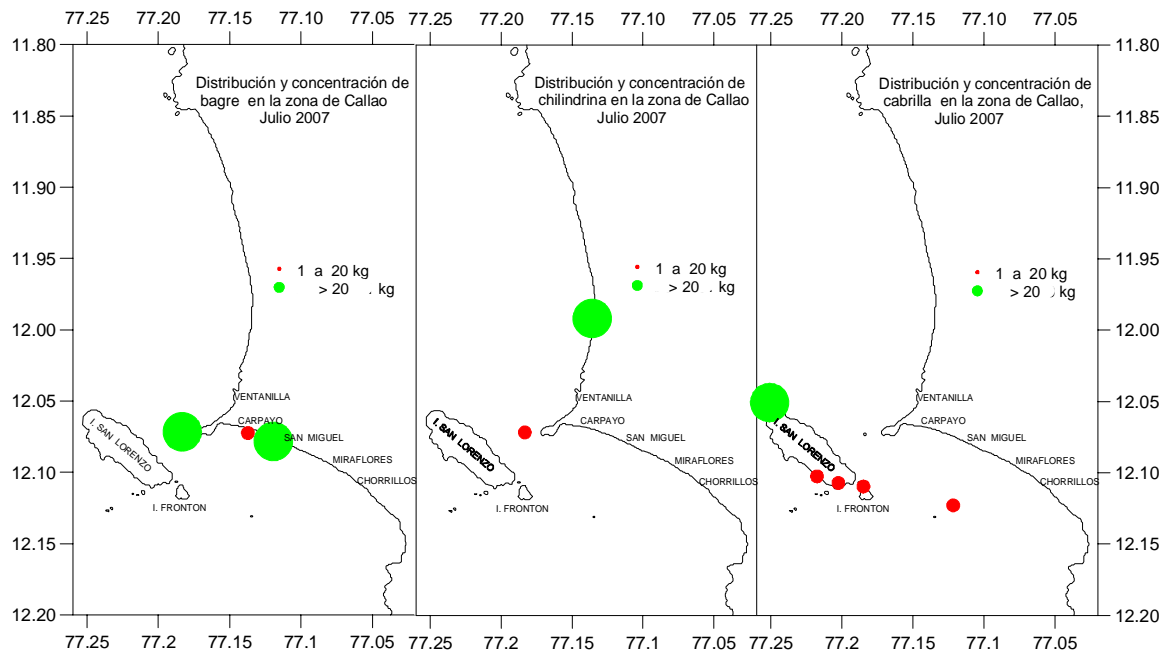 77.25 77.20 77.15 77.10 77.05 77.25 77.20 77.15 77.10 77.05 77.25 77.20 77.15 77.10 77.05
11.80 11.80
Distribución y concentración de
bagre en la zona de Callao
Julio 2007
Distribución y concentración de
chilindrina en la zona de Callao
Julio 2007
Distribución y concentración de
cabrilla en la zona de Callao,
Julio 2007
11.85 11.85
11.90 11.90
11.95 11.95
1 a 20 kg
> 20 . kg
1 a 20 kg
> 20 . kg
1 a 20 kg
> 20 kg
12.00 12.00
12.05 12.05
VENTANILLA
CARPAYO
SAN MIGUEL
MIRAFLORES
CHORRILLOS
I. SAN LORENZO
I. FRONTON
VENTANILLA
CARPAYO
SAN MIGUEL
MIRAFLORES
CHORRILLOS
I. SAN LORENZO
I. FRONTON
VENTANILLA
CARPAYO
SAN MIGUEL
MIRAFLORES
CHORRILLOS
I. SAN LORENZO
I. FRONTON
12.10 12.10
12.15 12.15
12.20 12.20
77.25 77.20 77.15 77.10 77.05 77.25 77.20 77.15 77.10 77.05 77.25 77.20 77.15 77.10 77.05